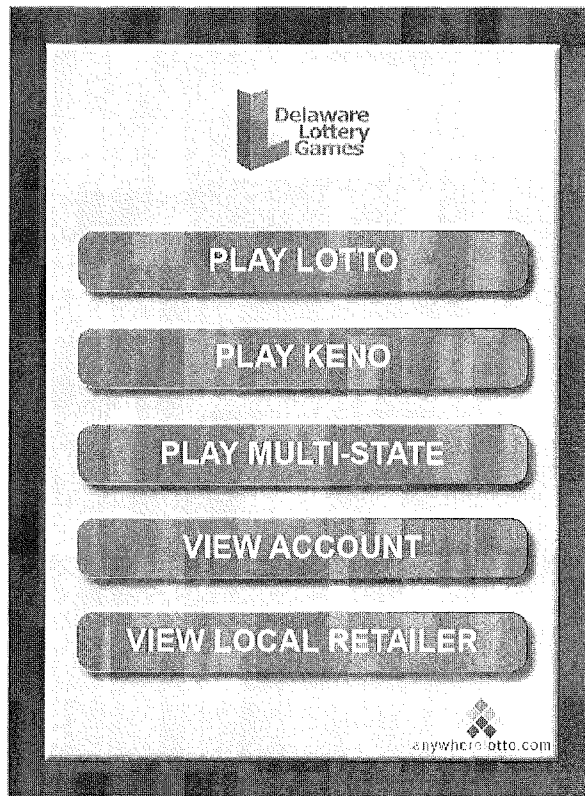 Delaware
Lottery
Games
PLAY LOTTO
PLAY KENO
PLAY MULTI-STATE
VIEW ACCOUNT
VIEW LOCAL RETAILER
anywherelotto.com